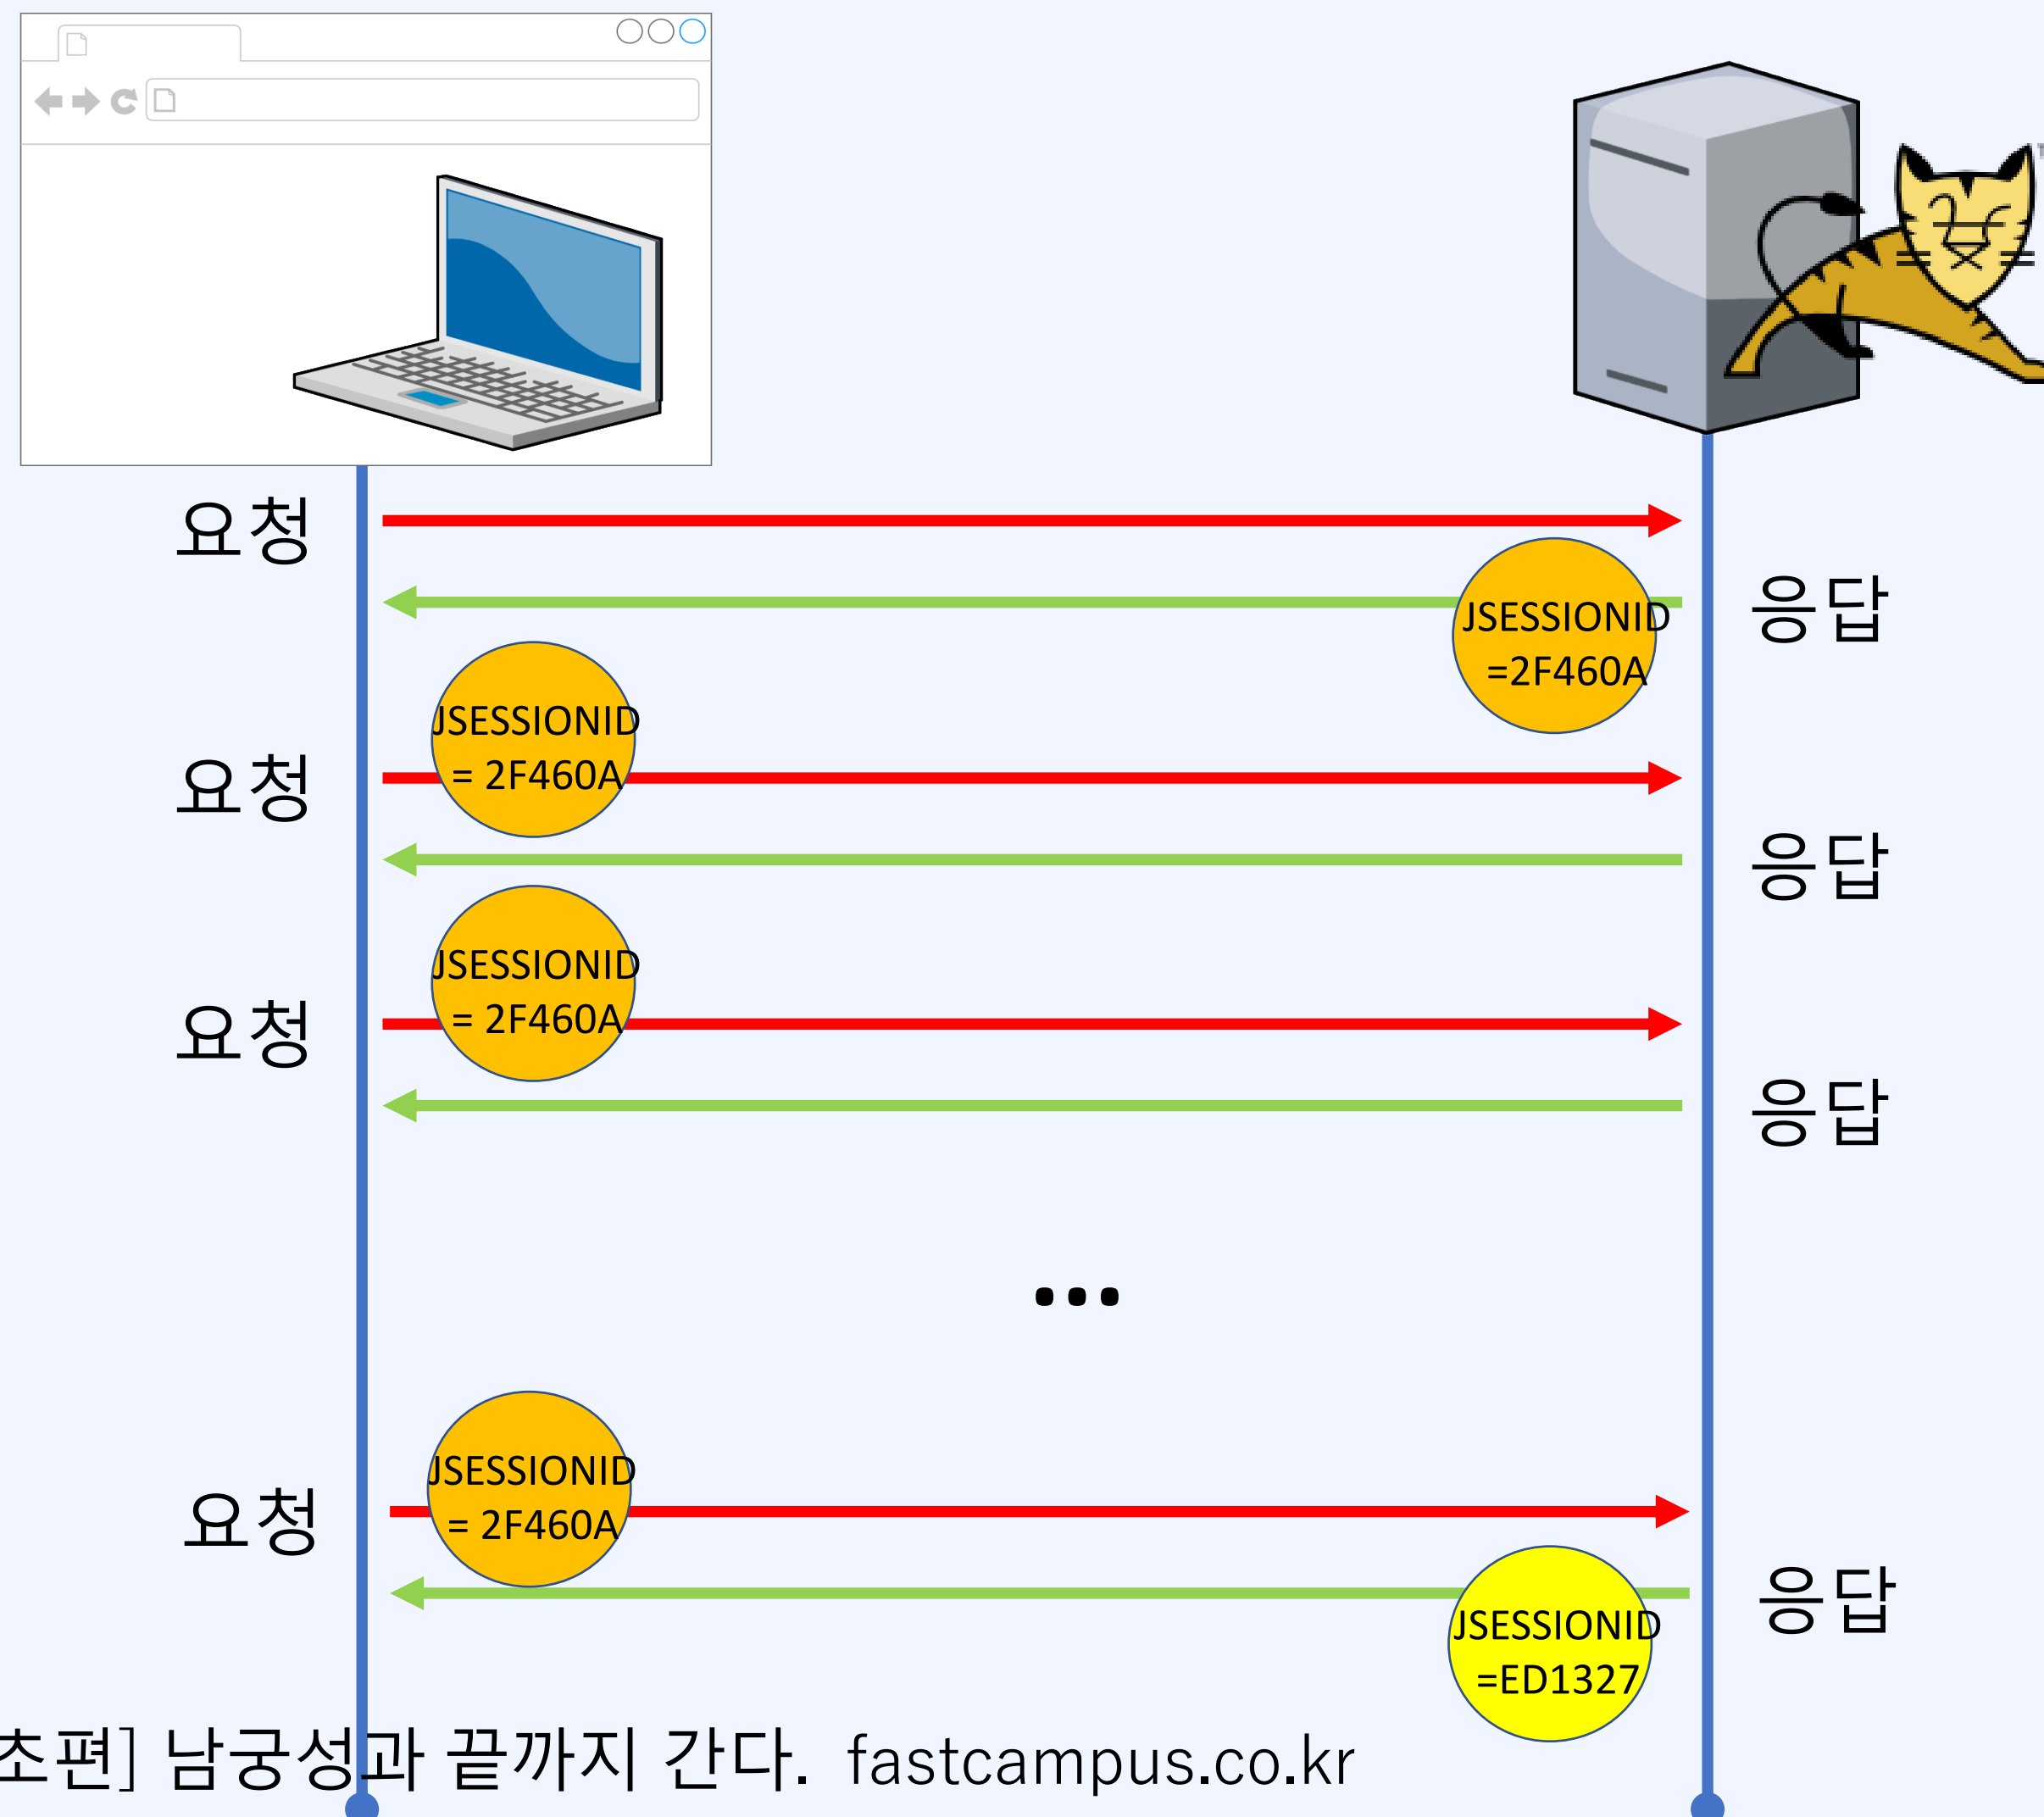 요청
JSESSIONID
=2F460A
응답
JSESSIONID
= 2F460A
요청
응답
JSESSIONID
= 2F460A
요청
응답
...
JSESSIONID
= 2F460A
요청
응답
JSESSIONID
=ED1327
초편] 남궁성과 끝까지 간다. fastcampus.co.kr